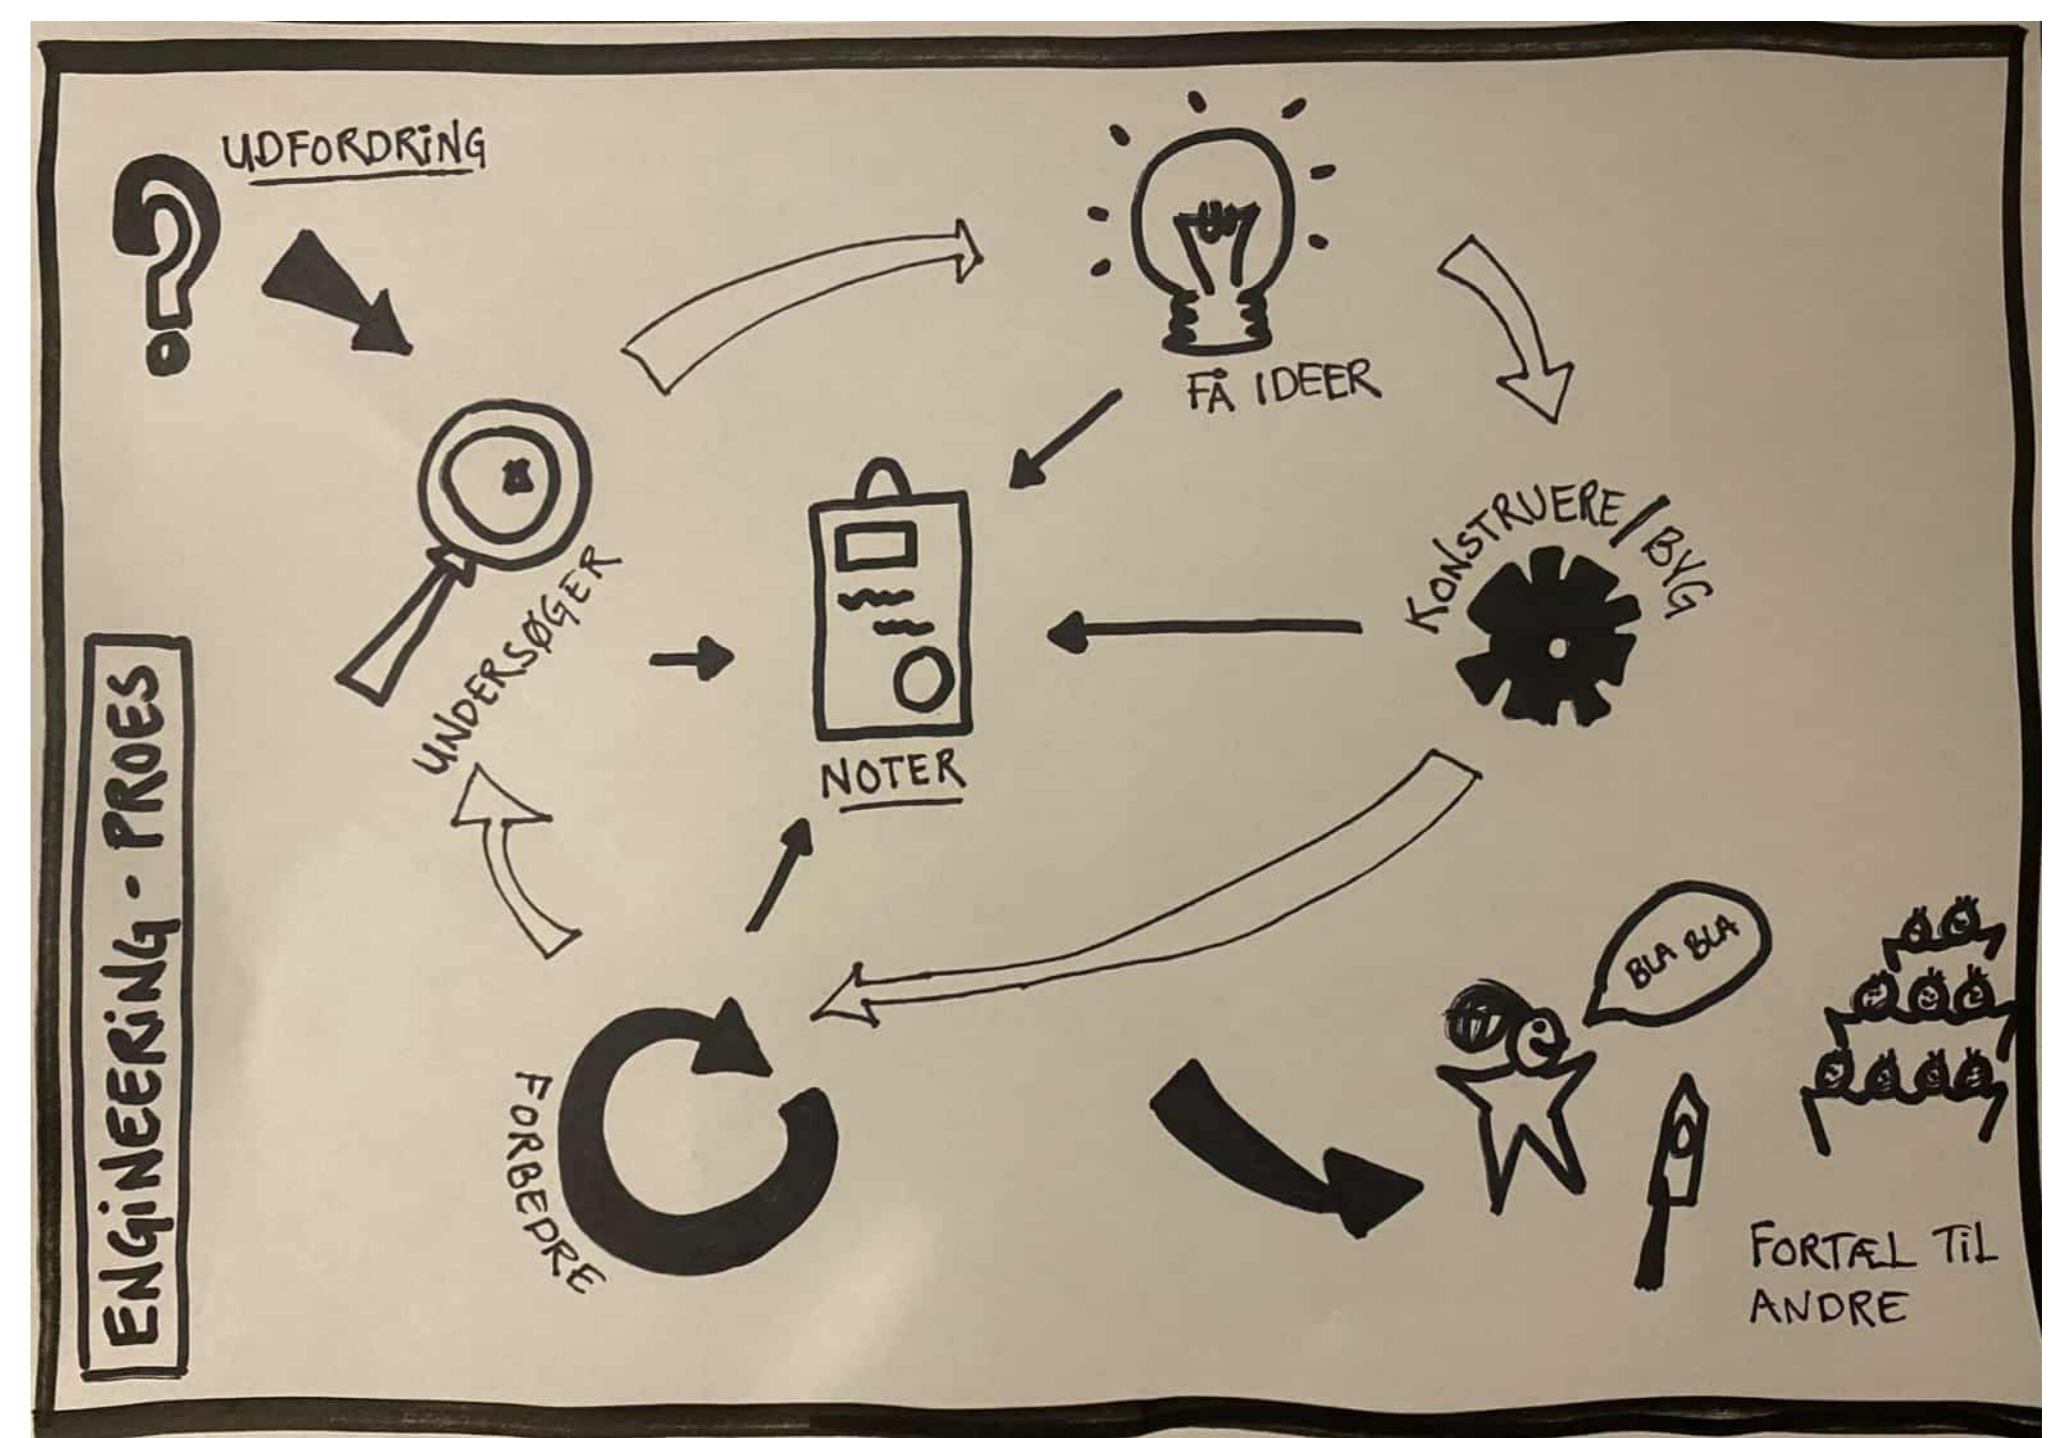 UDFORDRING
FÅ IDEER
KONSTRUERE/BYG
UNDERSØGER
NOTER
FORBEDRE
BLA BLA
FORTÆL TIL
ANDRE
ENGINEERING - PROES